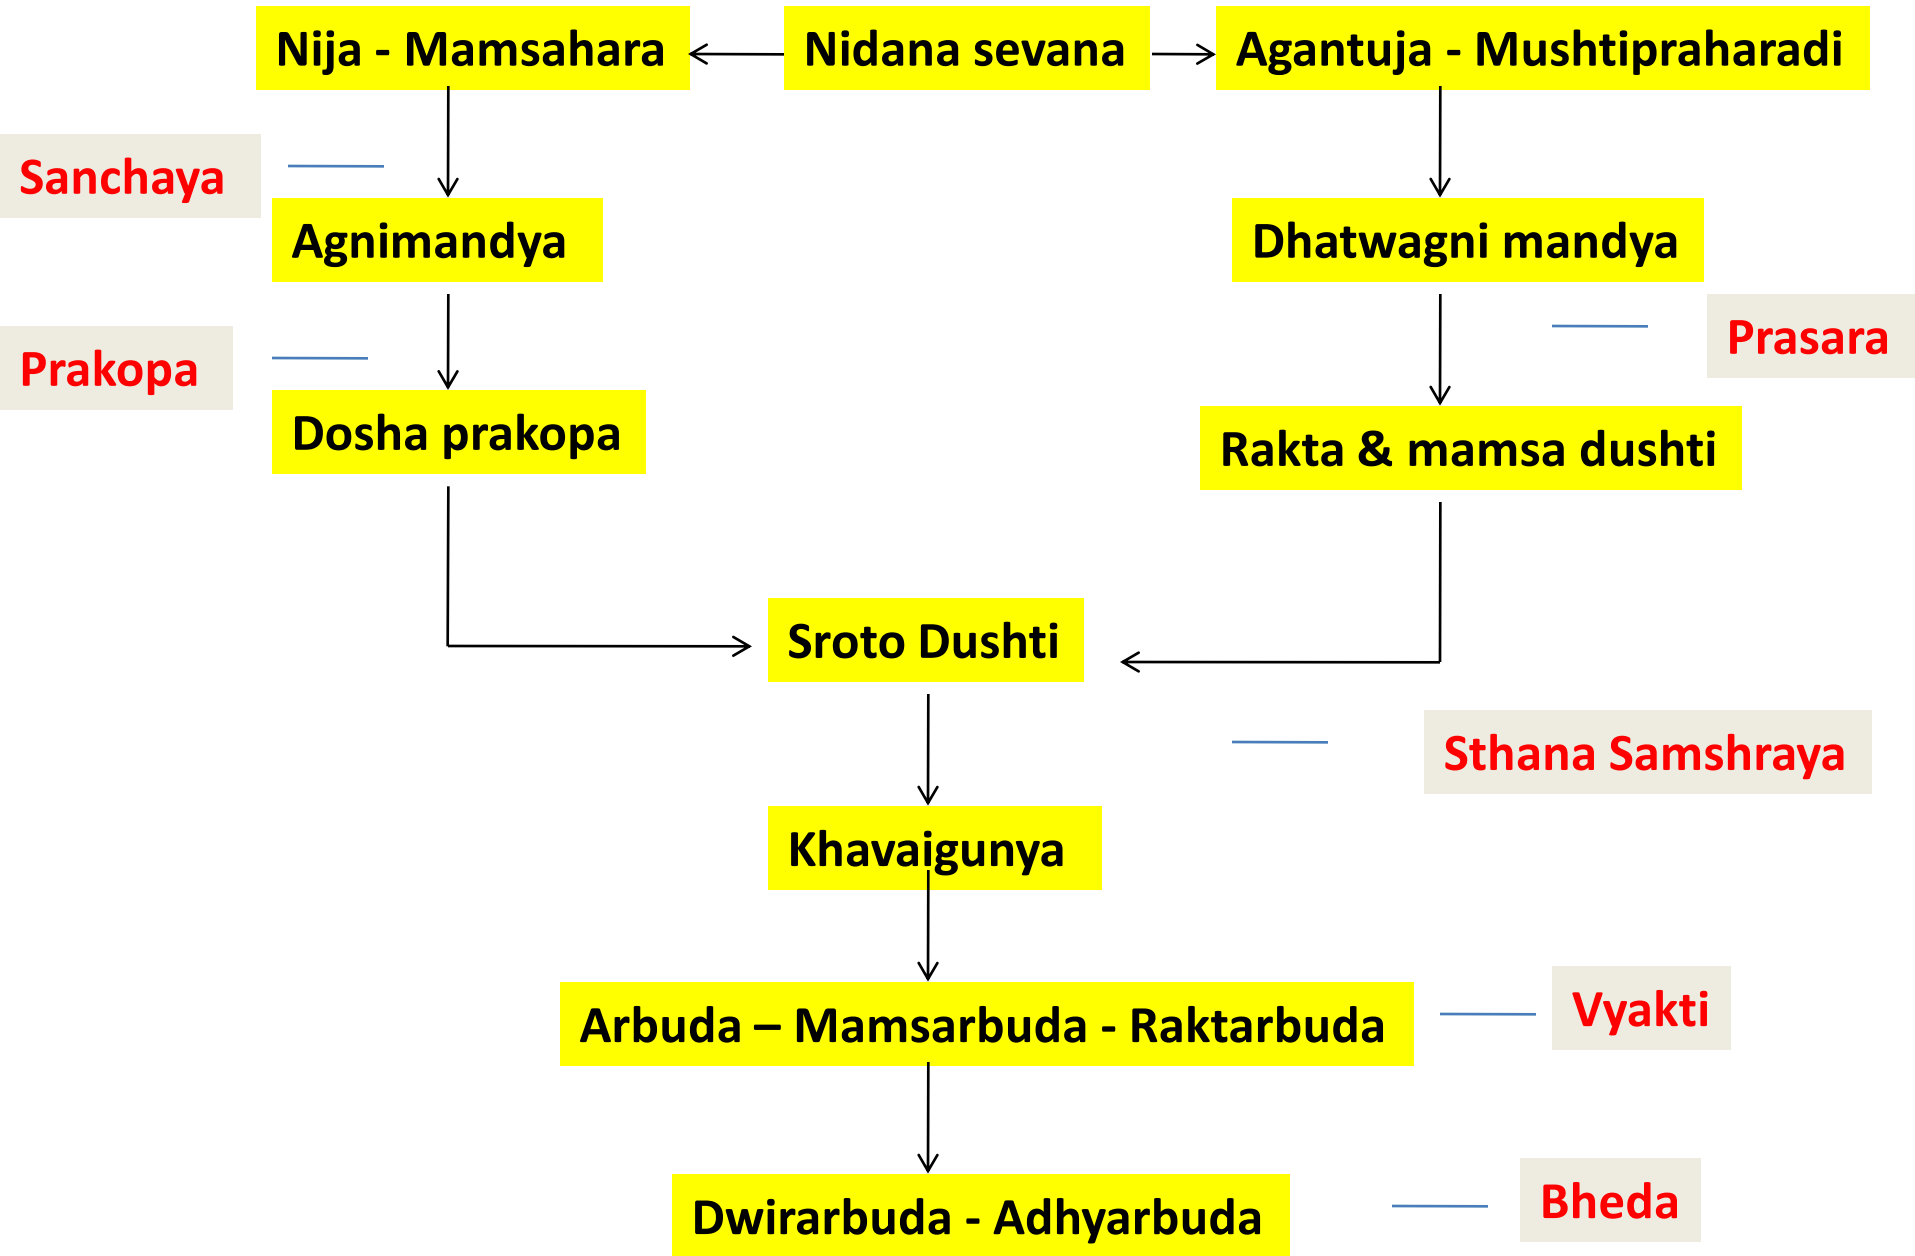 Nija - Mamsahara
Nidana sevana
Agantuja - Mushtipraharadi
Sanchaya
Agnimandya
Dhatwagni mandya
Prasara
Prakopa
Dosha prakopa
Rakta & mamsa dushti
Sroto Dushti
Sthana Samshraya
Khavaigunya
Arbuda – Mamsarbuda - Raktarbuda
Vyakti
Dwirarbuda - Adhyarbuda
Bheda